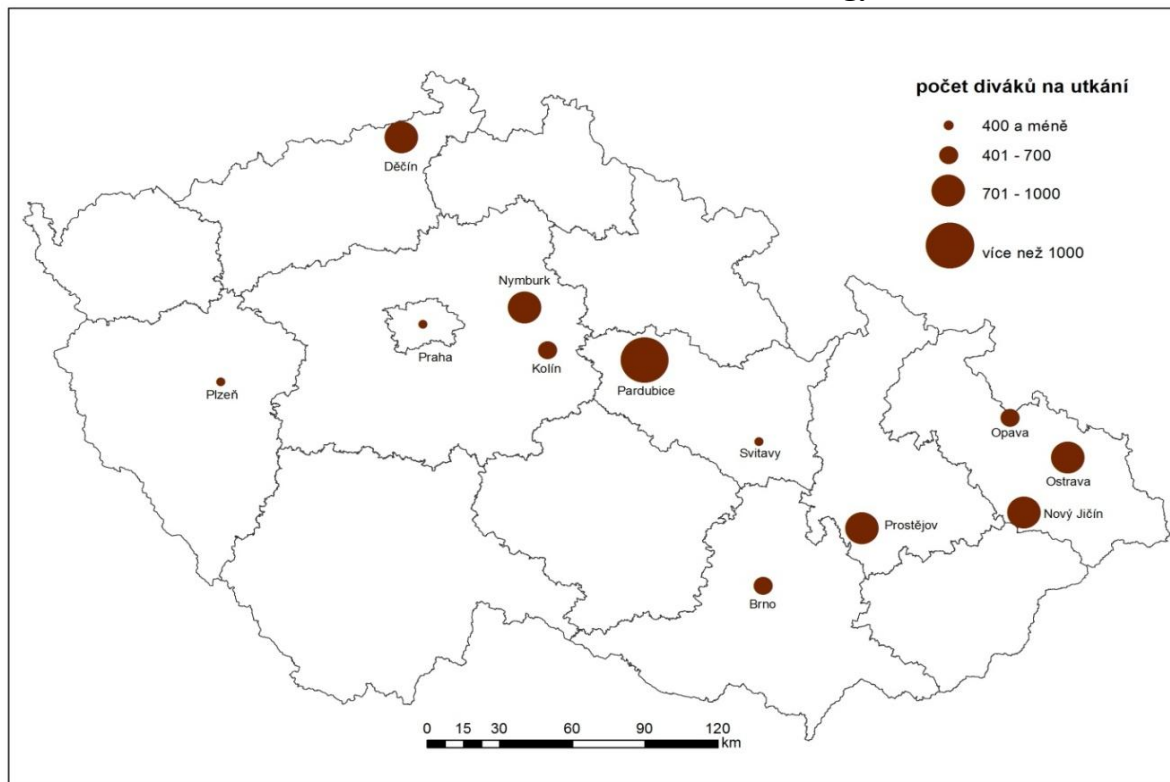 počet diváků na utkání
400 a méně
401 - 700
701 - 1000
více než 1000
Děčín
Nymburk
Praha
Kolín
Plzeň
Pardubice
Svitavy
Opava
Ostrava
Nový Jičín
Prostějov
Brno
0 15 30 60 90 120
km